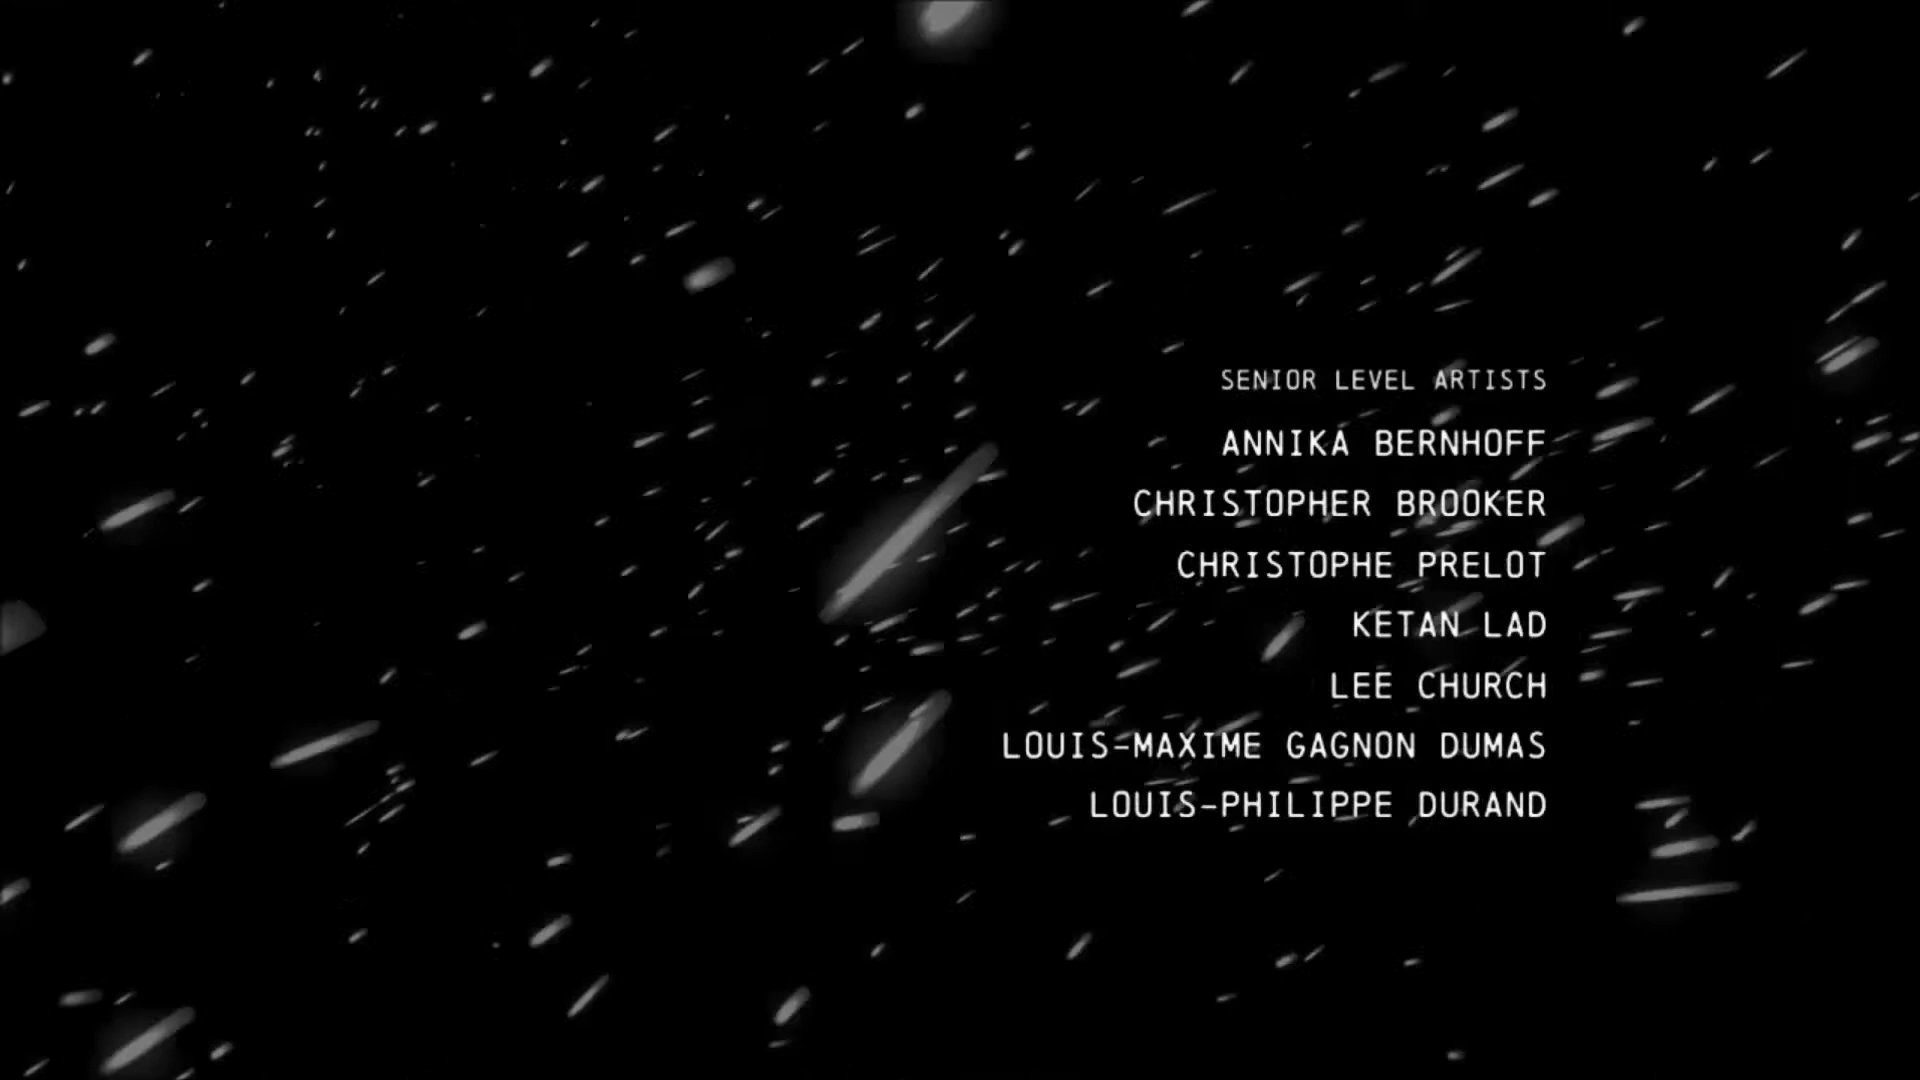 SENIOR LEVEL ARTISTS
ANNIKA BERNHOFF
CHRISTOPHER BROOKER
CHRISTOPHE PRELOT
KETAN LAD
LEE CHURCH
LOUIS-MAXIME GAGNON DUMAS
LOUIS-PHILIPPE DURAND